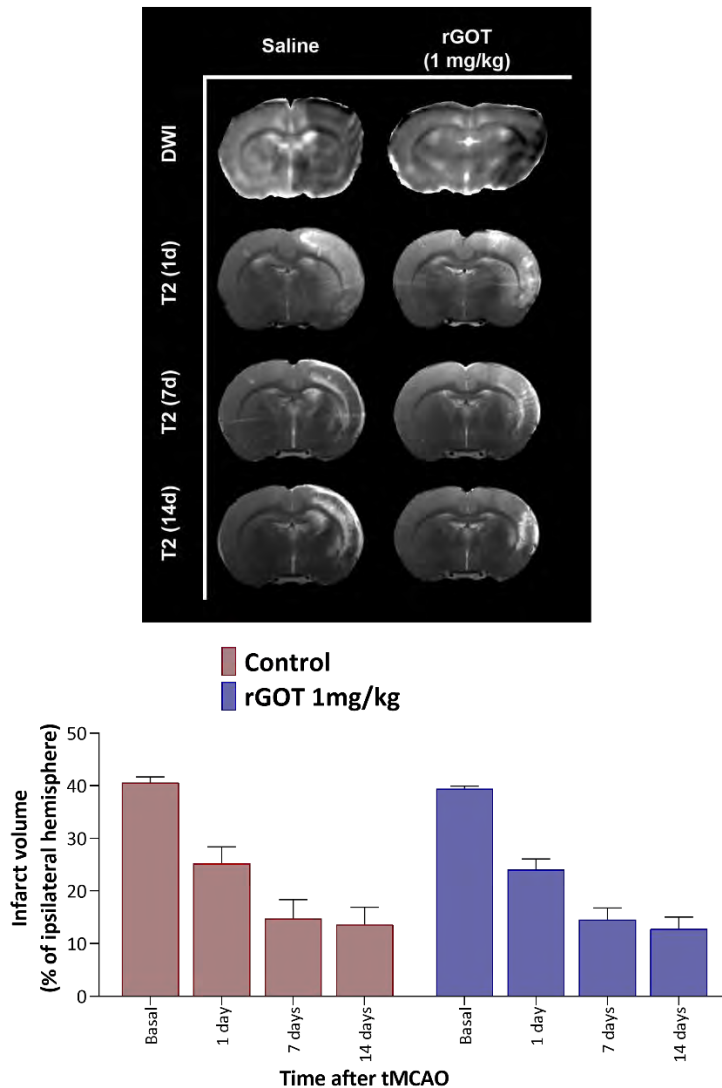 Saline
rGOT
(1 mg/kg)
DWI
T2 (1d)
T2 (7d)
T2 (14d)
Control
rGOT 1mg/kg
Infarct volume
(% of ipsilateral hemisphere)
50
40
30
20
10
0
Basal
1 day
7 days
14 days
Basal
1 day
7 days
14 days
Time after tMCAO